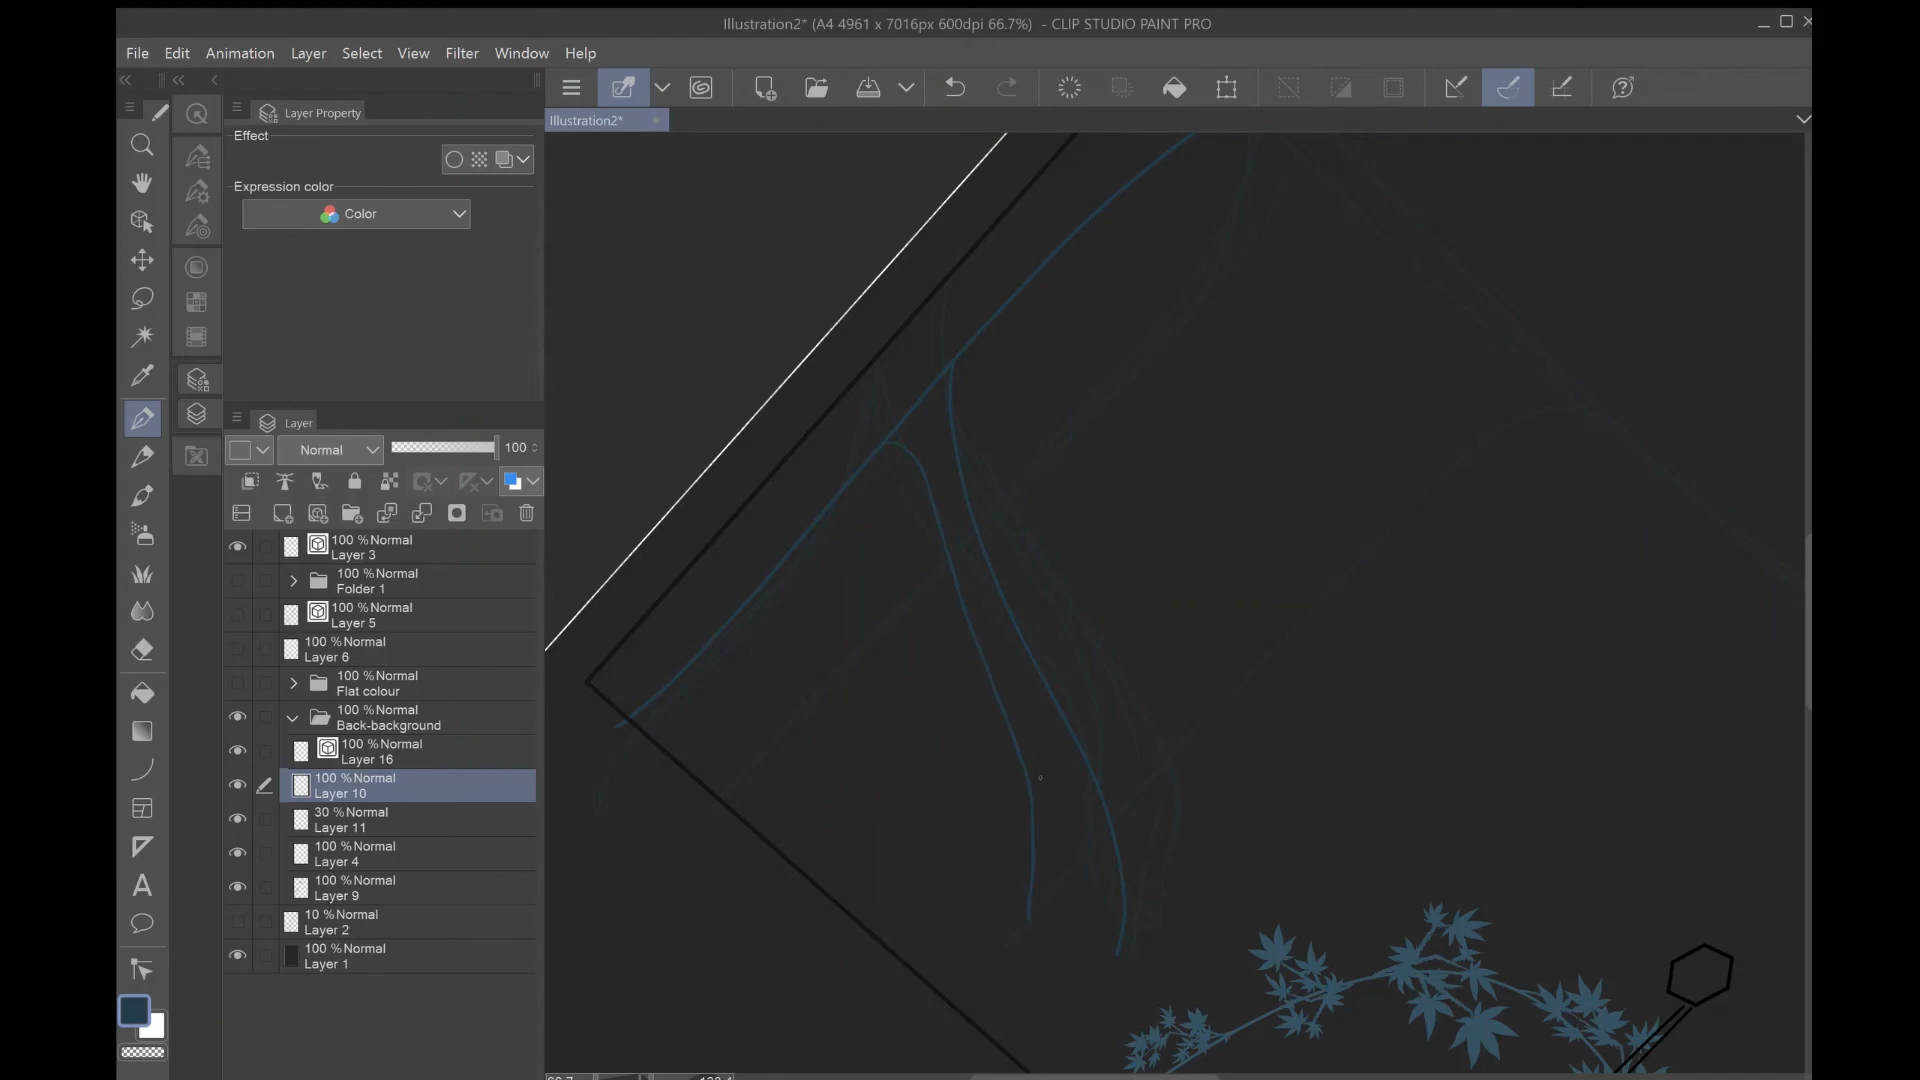 Illustration2* (A4 4961 x 7016px 600dpi 66.7%) - CLIP STUDIO PAINT PRO
File Edit Animation Layer Select View Filter Window Help
Layer Property
Illustration2*
Effect
Expression color
Color
Layer
Normal 100
100 %Normal
Layer 3
100 %Normal
Folder 1
100 %Normal
Layer 5
100 %Normal
Layer 6
100 %Normal
Flat colour
100 %Normal
Back-background
100 %Normal
Layer 16
100 %Normal
Layer 10
30 %Normal
Layer 11
100 %Normal
Layer 4
100 %Normal
Layer 9
10 %Normal
Layer 2
100 %Normal
Layer 1